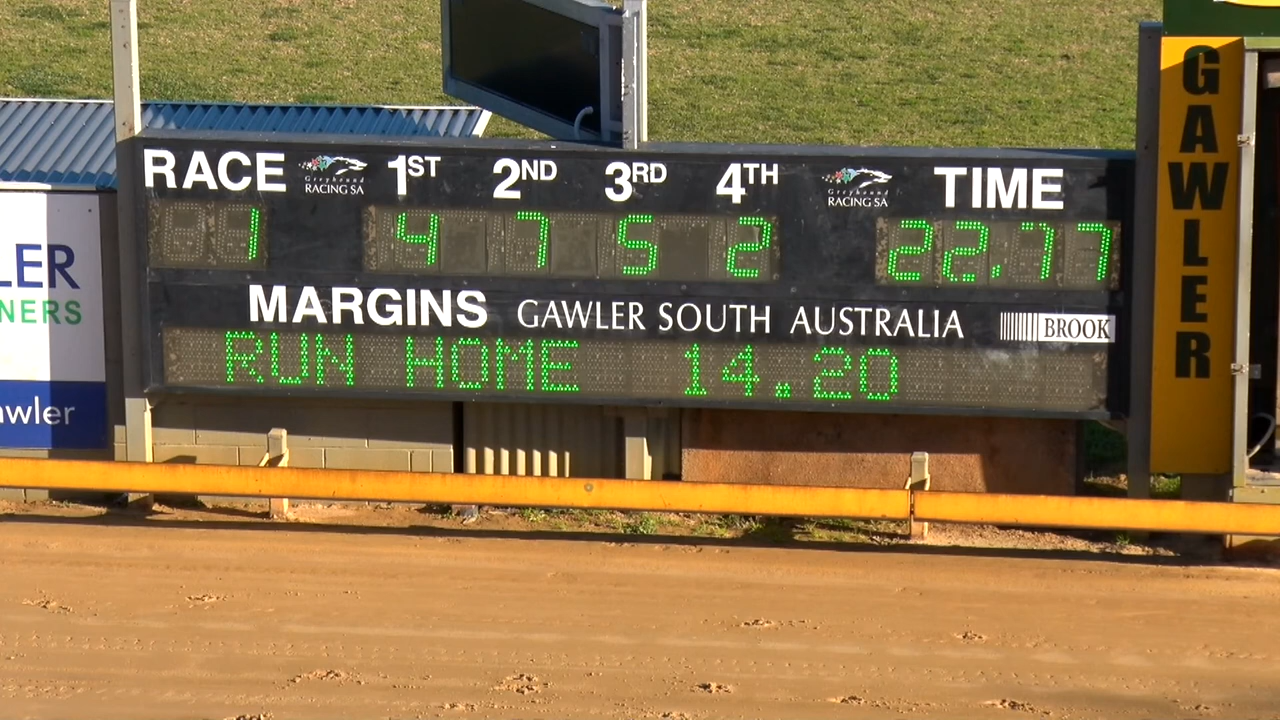 RACE Greyhound RACING SA 1ST 2ND 3RD 4TH Greyhound RACING SA TIME
1 4 7 5 2 22.77
MARGINS GAWLER SOUTH AUSTRALIA BROOK
RUN HOME 14.20
LER
NERS
awler
GAWLER